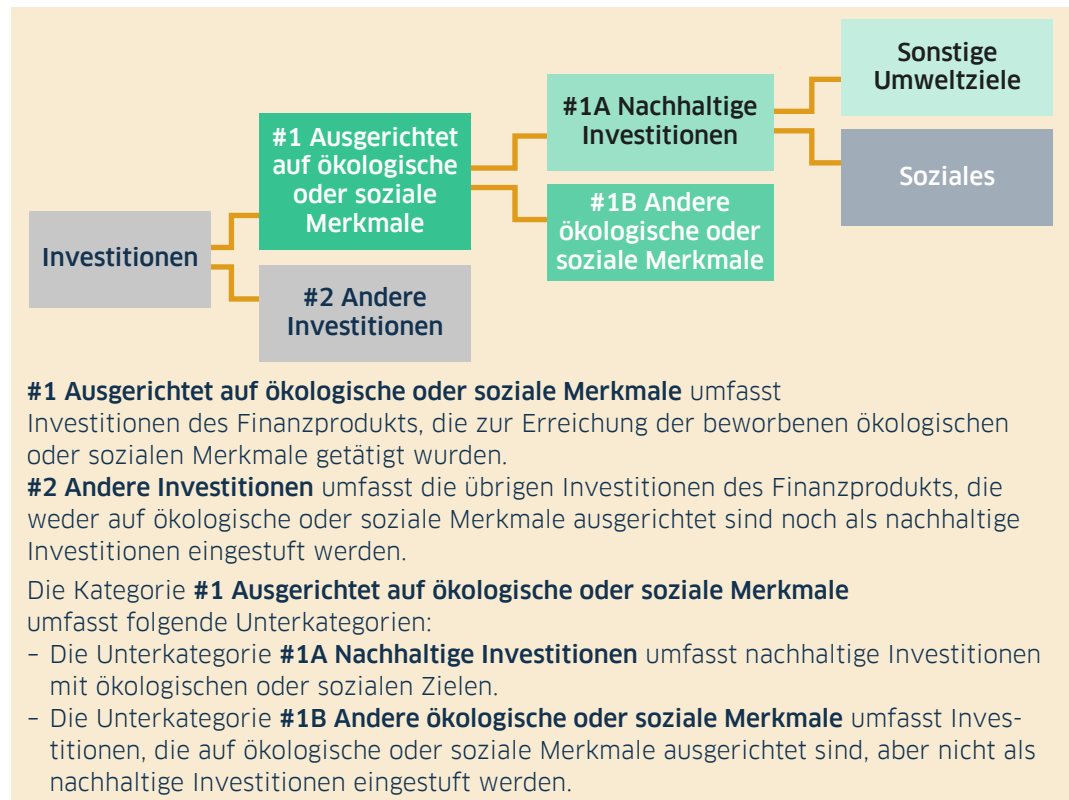 Sonstige
Umweltziele
#1A Nachhaltige
Investitionen
#1 Ausgerichtet
auf ökologische
oder soziale
Merkmale
Soziales
#1B Andere
ökologische oder
soziale Merkmale
Investitionen
#2 Andere
Investitionen
#1 Ausgerichtet auf ökologische oder soziale Merkmale umfasst
Investitionen des Finanzprodukts, die zur Erreichung der beworbenen ökologischen
oder sozialen Merkmale getätigt wurden.
#2 Andere Investitionen umfasst die übrigen Investitionen des Finanzprodukts, die
weder auf ökologische oder soziale Merkmale ausgerichtet sind noch als nachhaltige
Investitionen eingestuft werden.
Die Kategorie #1 Ausgerichtet auf ökologische oder soziale Merkmale
umfasst folgende Unterkategorien:
– Die Unterkategorie #1A Nachhaltige Investitionen umfasst nachhaltige Investitionen
mit ökologischen oder sozialen Zielen.
– Die Unterkategorie #1B Andere ökologische oder soziale Merkmale umfasst Inves-
titionen, die auf ökologische oder soziale Merkmale ausgerichtet sind, aber nicht als
nachhaltige Investitionen eingestuft werden.